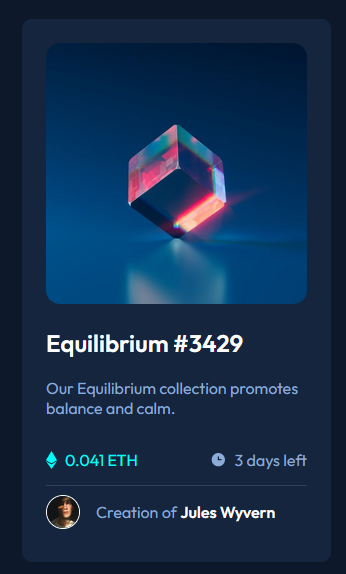 Equilibrium #3429
Our Equilibrium collection promotes
balance and calm.
0.041 ETH
3 days left
Creation of Jules Wyvern